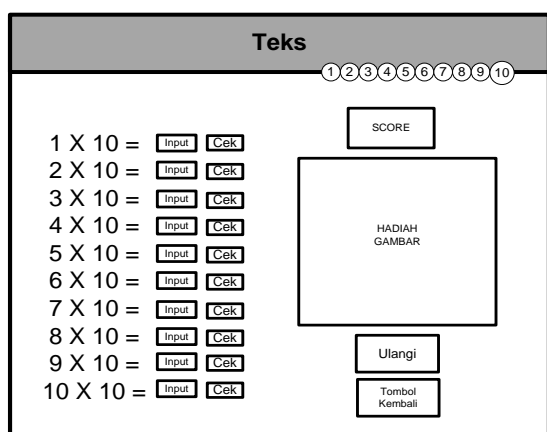 Teks
1 2 3 4 5 6 7 8 9 10
SCORE
1 X 10 = Input Cek
2 X 10 = Input Cek
3 X 10 = Input Cek
4 X 10 = Input Cek
5 X 10 = Input Cek
6 X 10 = Input Cek
7 X 10 = Input Cek
8 X 10 = Input Cek
9 X 10 = Input Cek
10 X 10 = Input Cek
HADIAH
GAMBAR
Ulangi
Tombol
Kembali